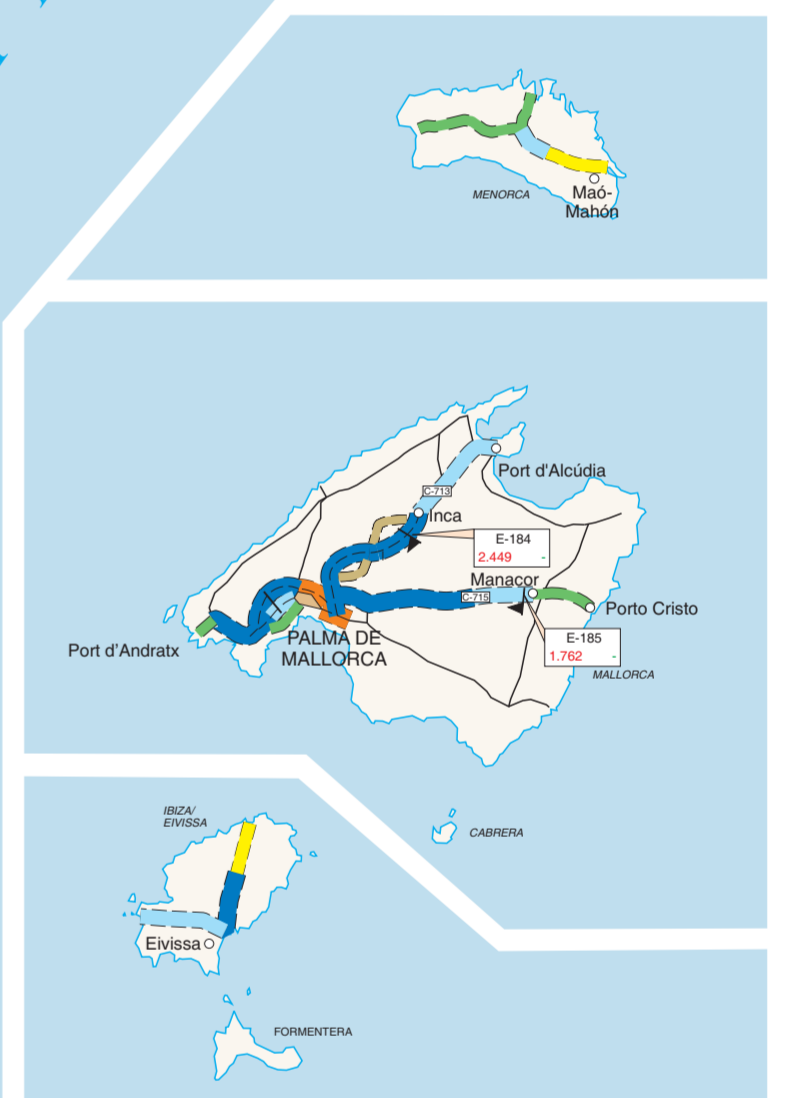 MENORCA
Maó-
Mahón
Port d'Alcúdia
C-713
Inca
E-184
2.449 -
Manacor
C-715
Porto Cristo
E-185
1.762 -
PALMA DE
MALLORCA
Port d'Andratx
MALLORCA
IBIZA/
EIVISSA
CABRERA
Eivissa
FORMENTERA